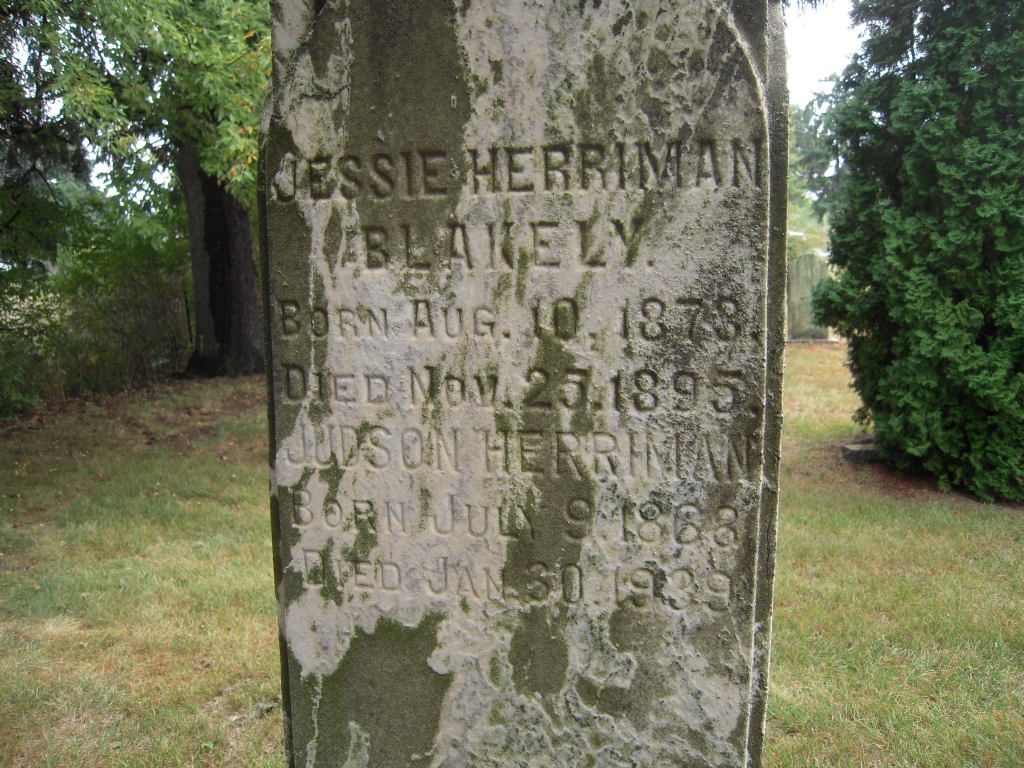 JESSIE HERRIMAN
BLAKELY.
BORN AUG. 10, 1873.
DIED NOV. 25, 1895.
JUDSON HERRIMAN
BORN JULY 9, 1863
DIED JAN. 30, 1939